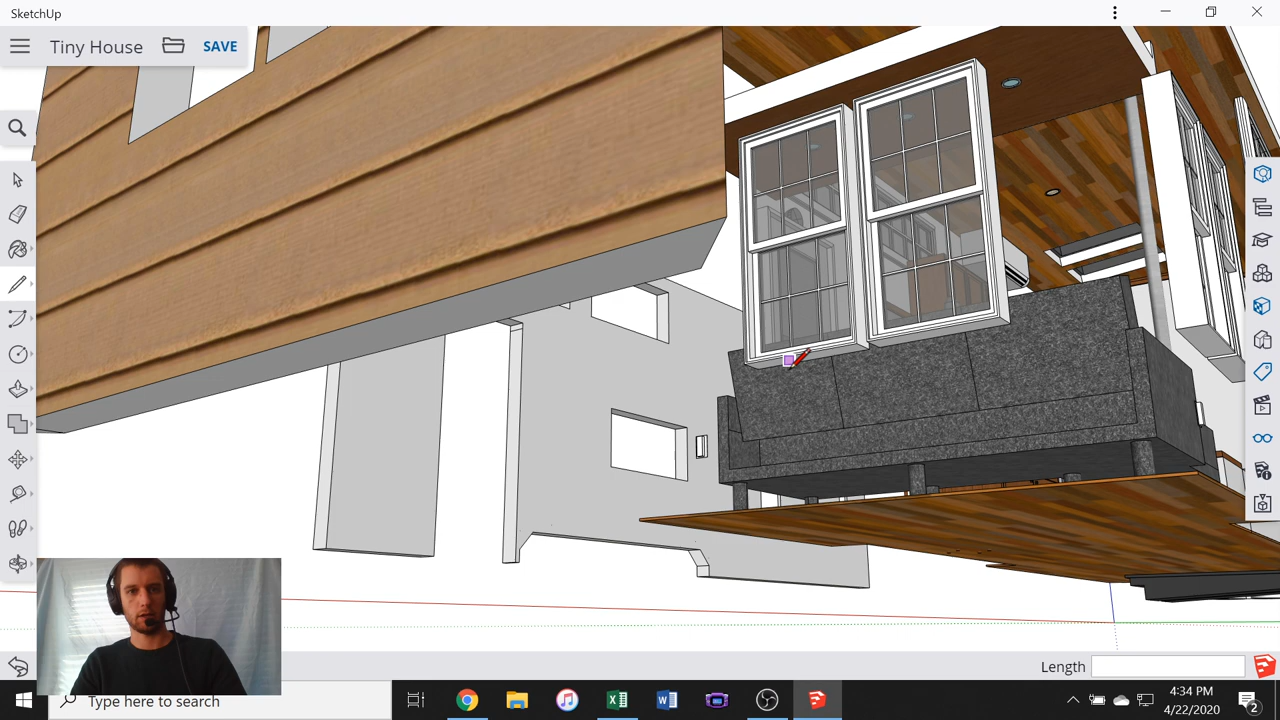 SketchUp
Tiny House
SAVE
Length
Type here to search
4:34 PM
4/22/2020
2